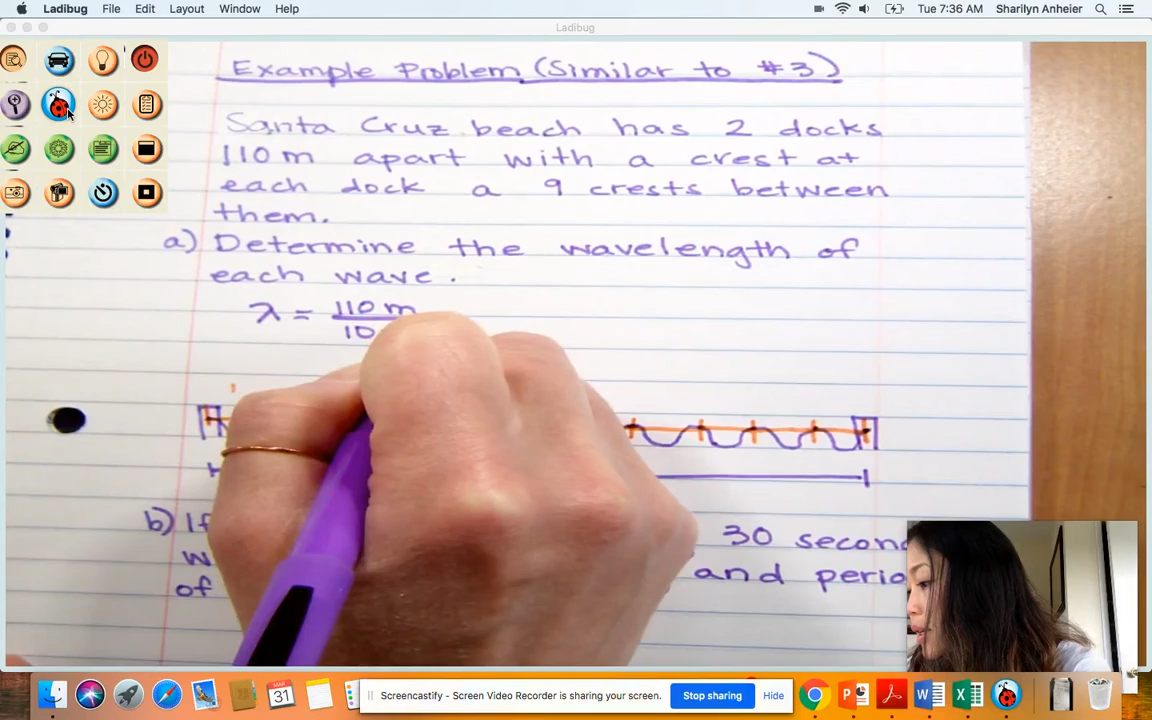 Ladibug File Edit Layout Window Help Tue 7:36 AM Sharilyn Anheier
Ladibug
Example Problem (Similar to #3)
Santa Cruz beach has 2 docks
110 m apart with a crest at
each dock a 9 crests between
them.
a) Determine the wavelength of
each wave.
λ = 110 m
10
b) If 30 secon
w and perio
of
MAR
31
Screencastify - Screen Video Recorder is sharing your screen. Stop sharing Hide